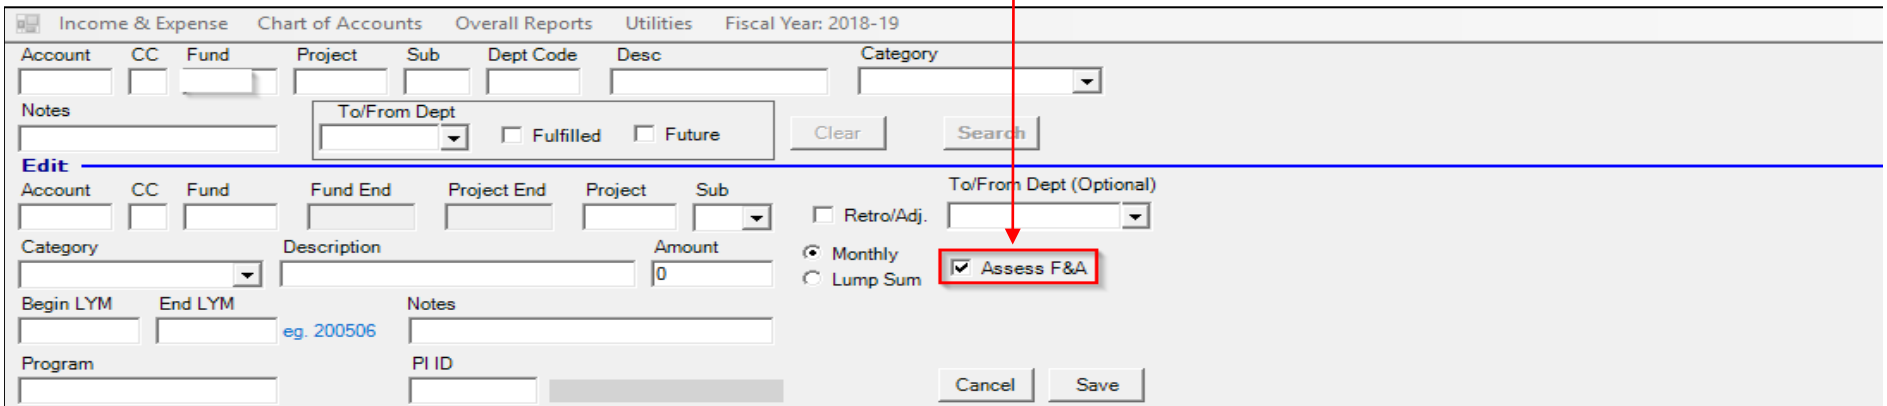 Income & Expense Chart of Accounts Overall Reports Utilities Fiscal Year: 2018-19
Account CC Fund Project Sub Dept Code Desc Category
Notes To/From Dept
Fulfilled Future Clear Search
Edit
Account CC Fund Fund End Project End Project Sub To/From Dept (Optional)
Retro/Adj.
Category Description Amount Monthly
0 Assess F&A
Lump Sum
Begin LYM End LYM Notes
eg. 200506
Program PI ID
Cancel Save